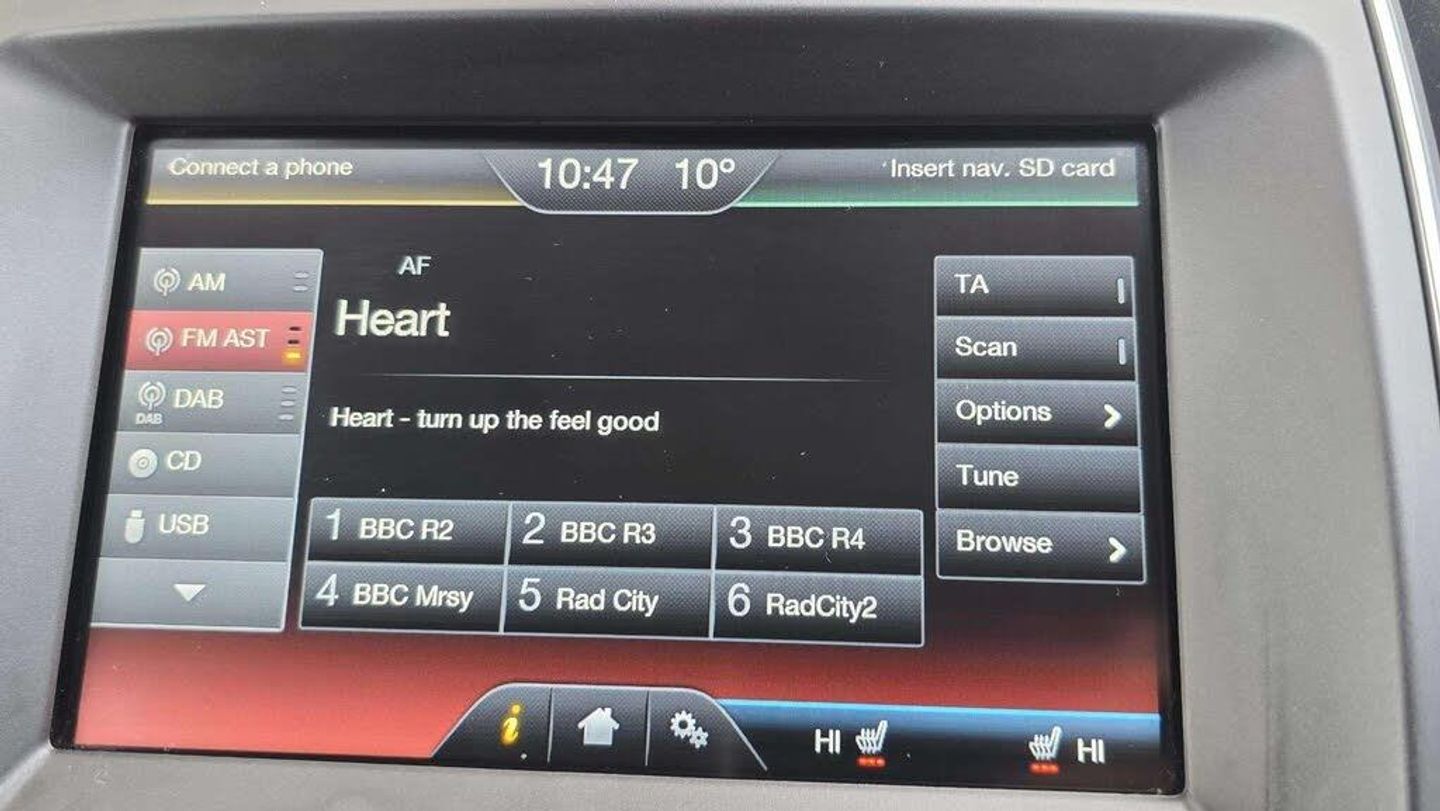 Connect a phone
10:47 10°
Insert nav. SD card
AM
FM AST
DAB
DAB
CD
USB
AF
Heart
Heart - turn up the feel good
1 BBC R2
2 BBC R3
3 BBC R4
4 BBC Mrsy
5 Rad City
6 RadCity2
TA
Scan
Options
Tune
Browse
i
HI
HI